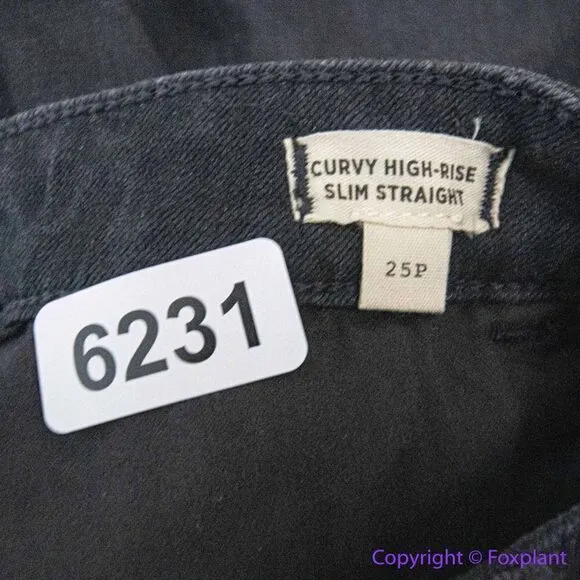 CURVY HIGH-RISE
SLIM STRAIGHT
25P
6231
Copyright © Foxplant